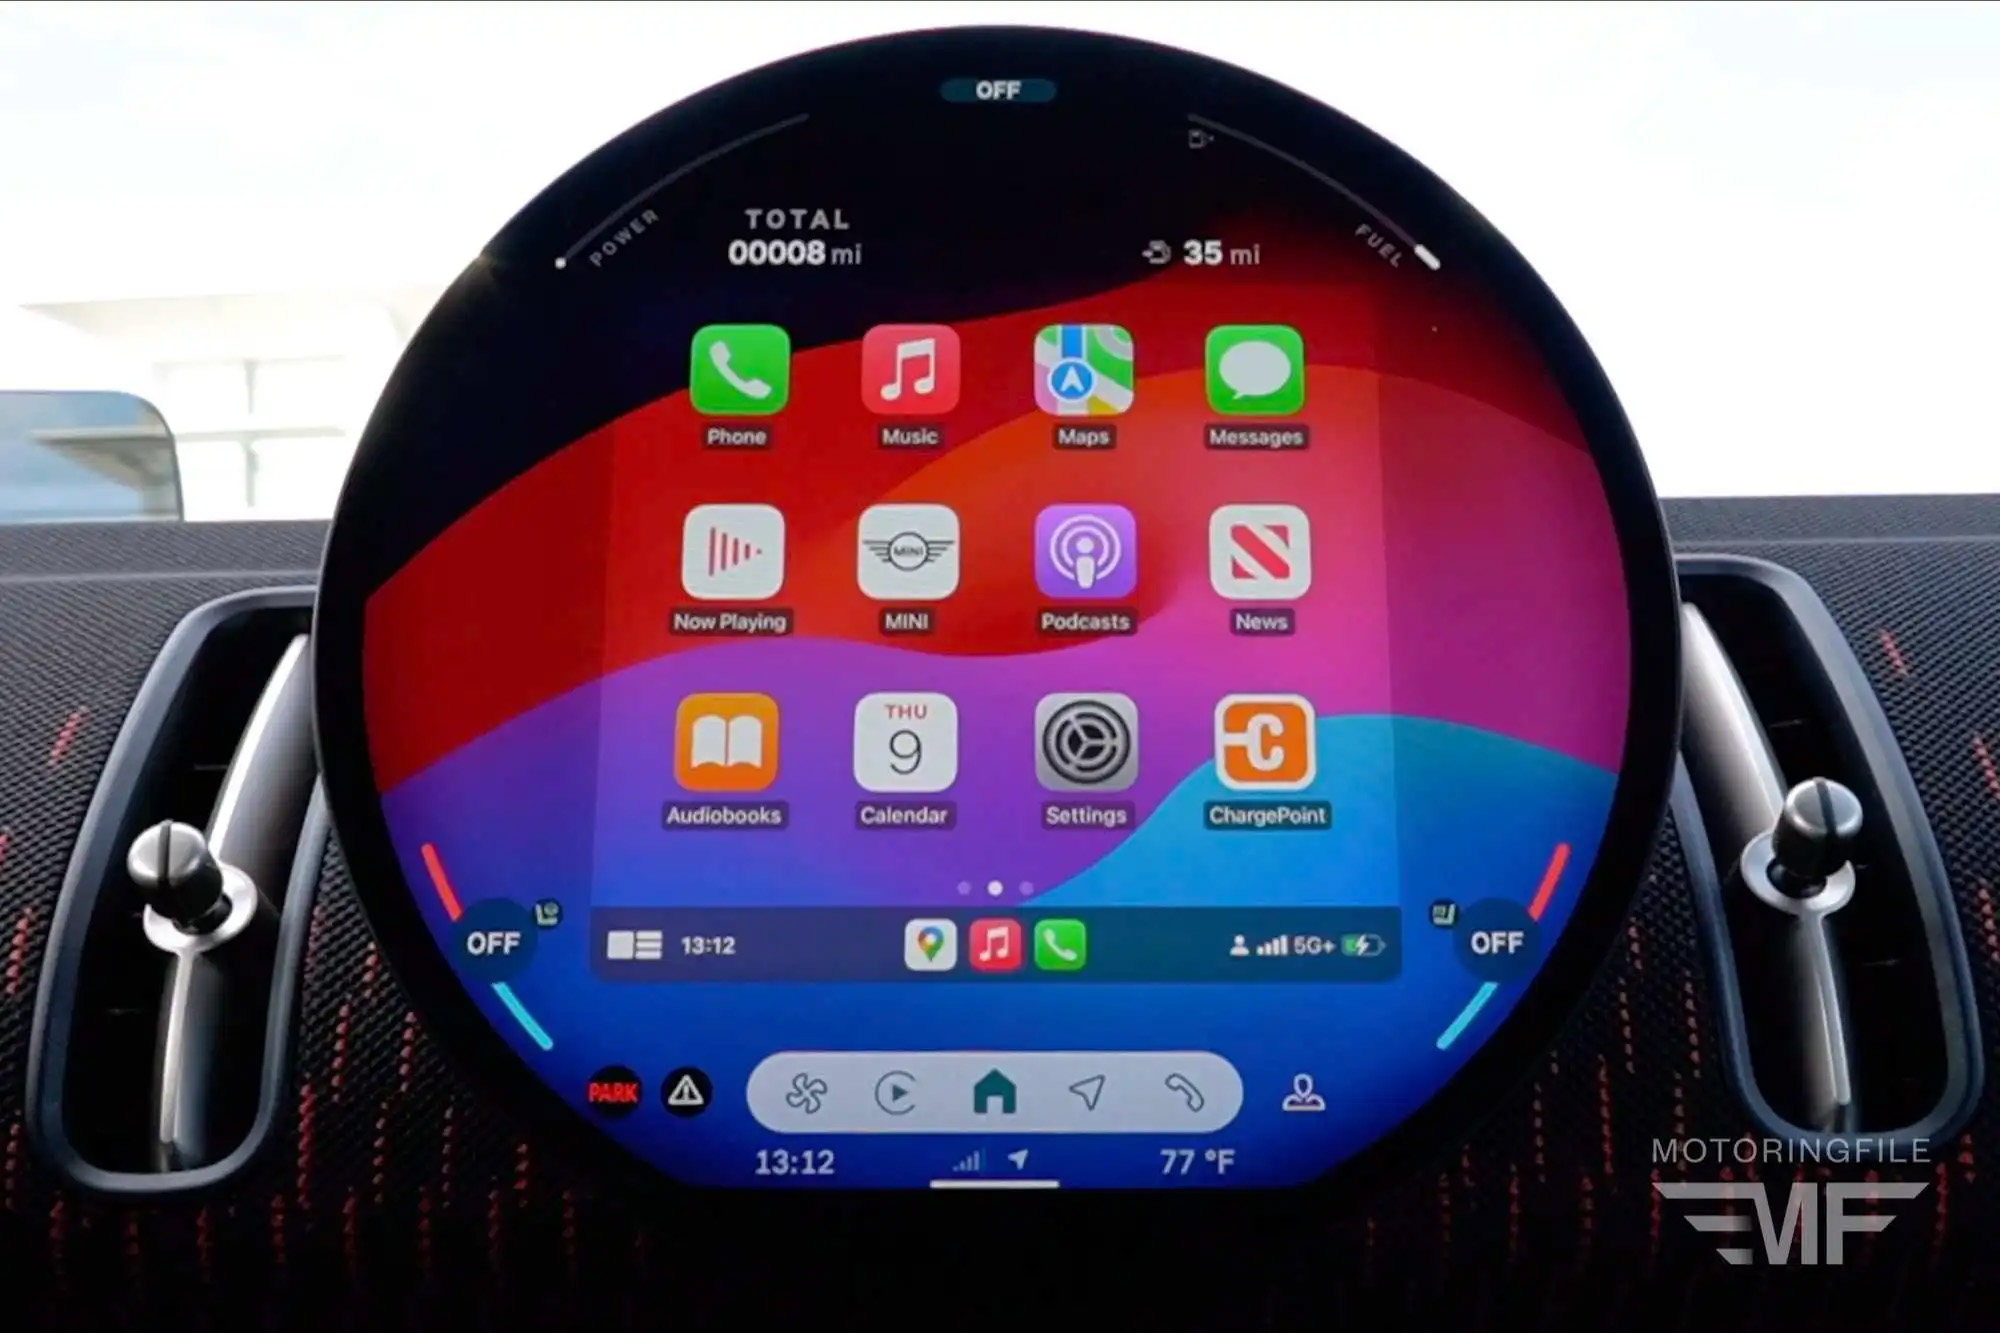 OFF
POWER
FUEL
TOTAL
00008 mi
35 mi
Phone
Music
Maps
Messages
MINI
Now Playing
MINI
Podcasts
News
THU
9
C
Audiobooks
Calendar
Settings
ChargePoint
OFF
13:12
5G+
OFF
PARK
13:12
77 °F
MOTORINGFILE
MF